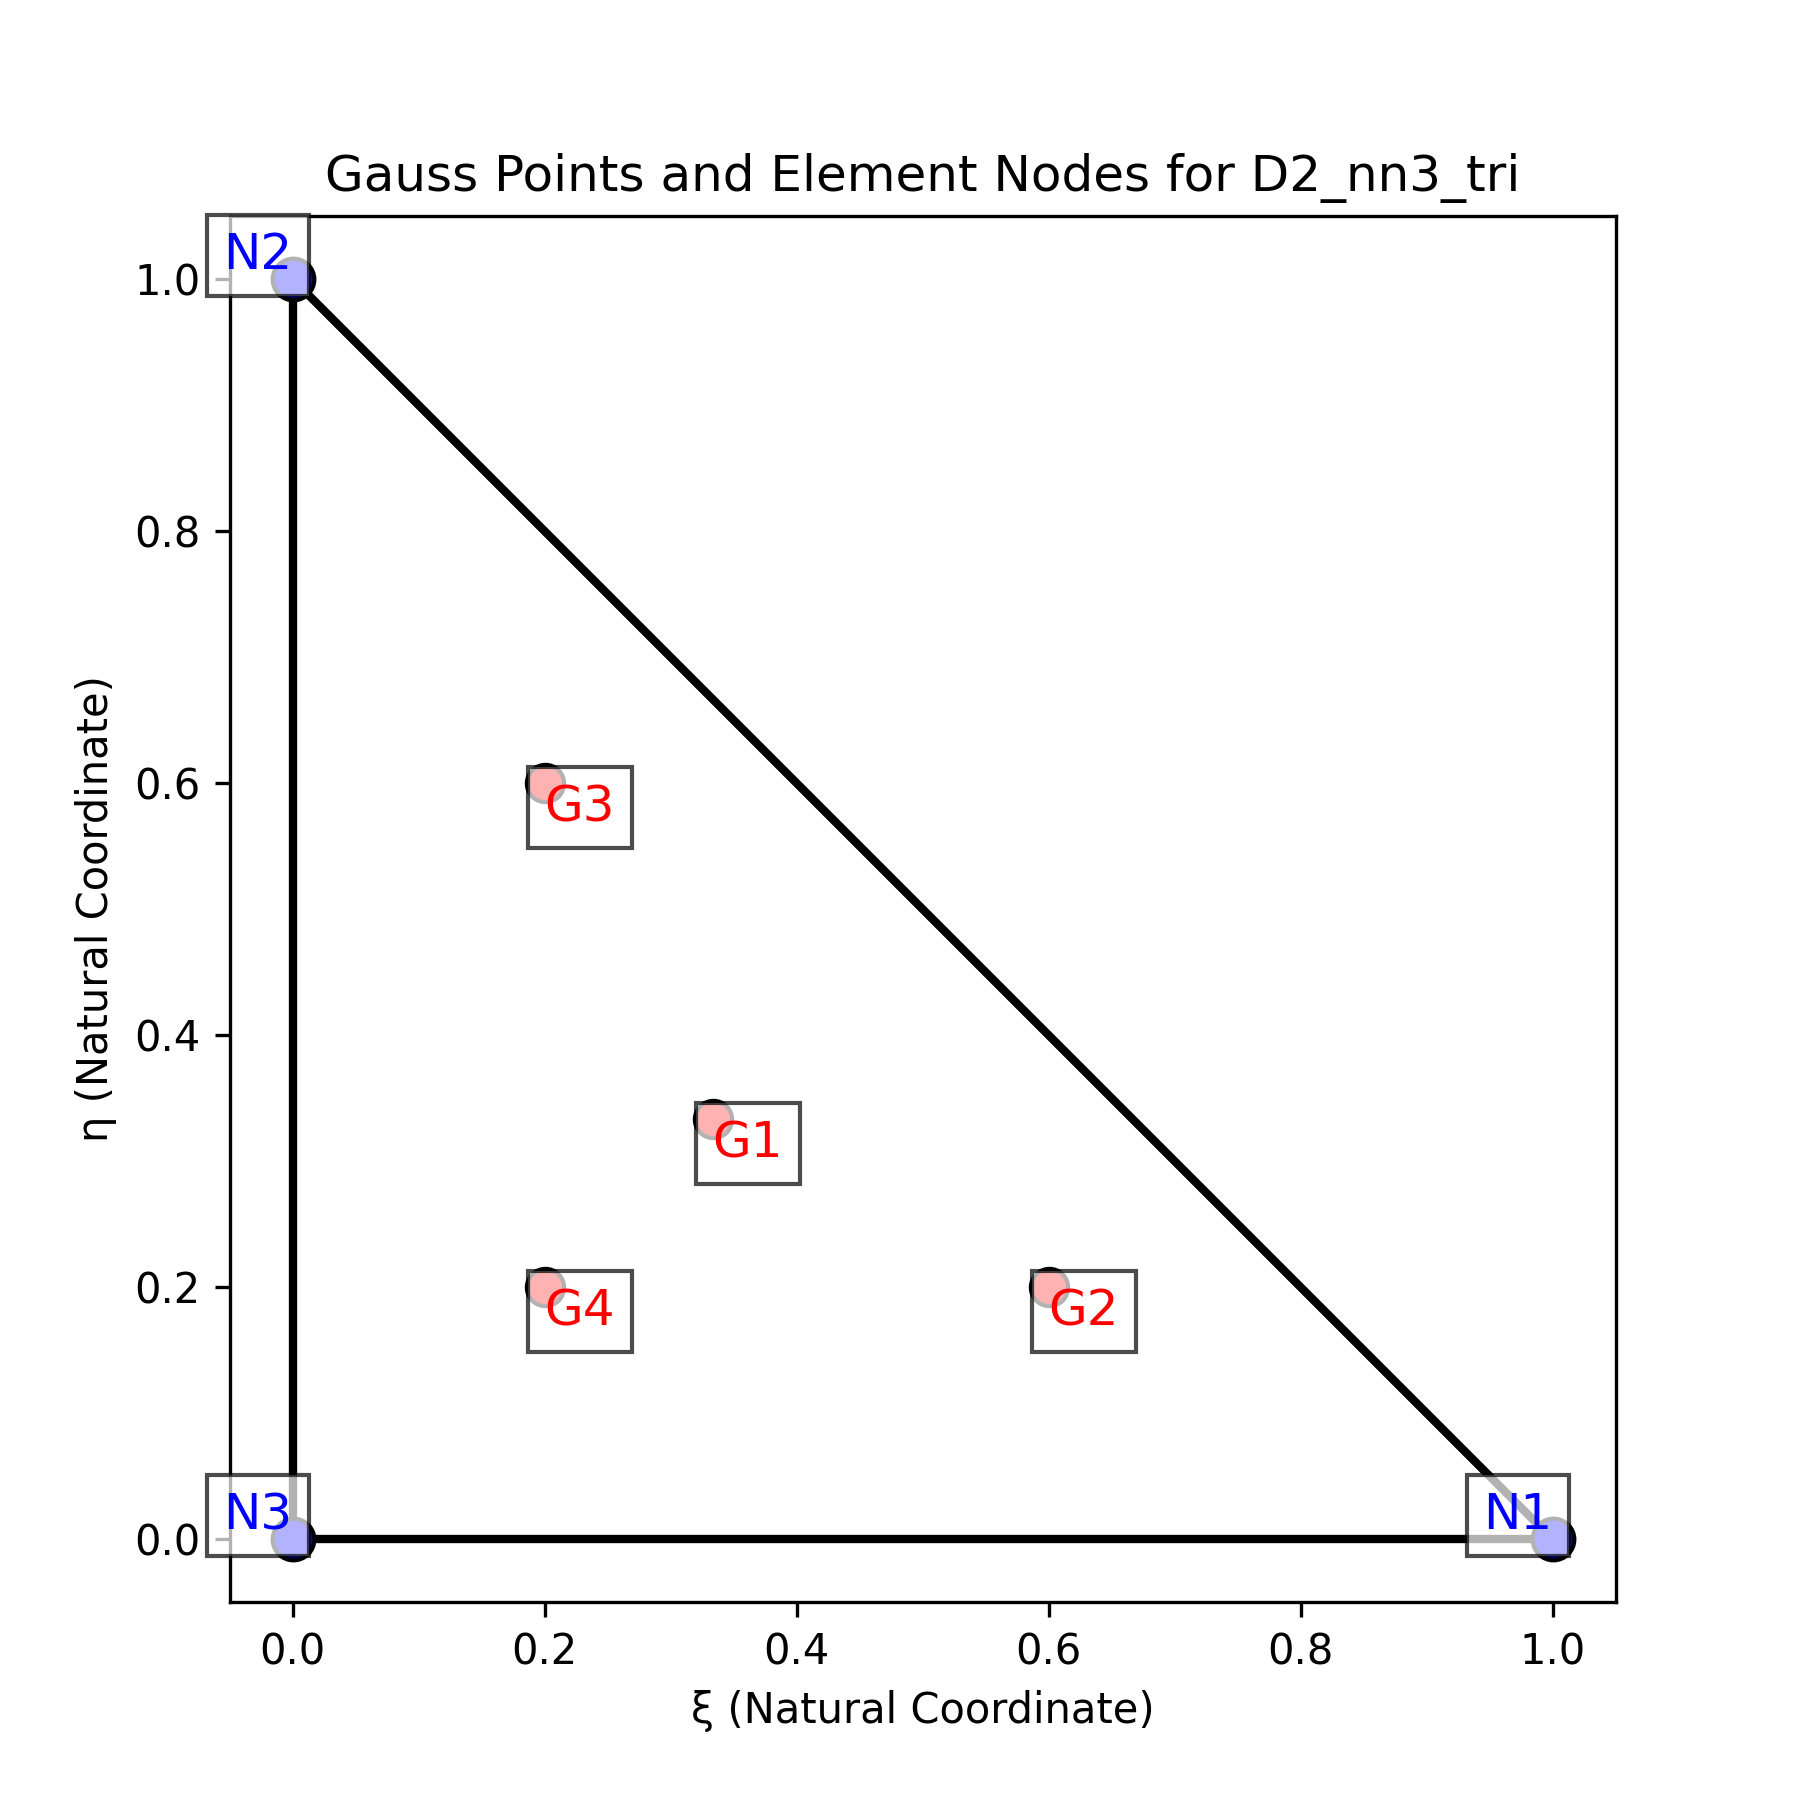 Gauss Points and Element Nodes for D2_nn3_tri
N2
1.0
0.8
0.6
G3
η (Natural Coordinate)
0.4
G1
0.2
G4
G2
N3
N1
0.0
0.0
0.2
0.4
0.6
0.8
1.0
ξ (Natural Coordinate)